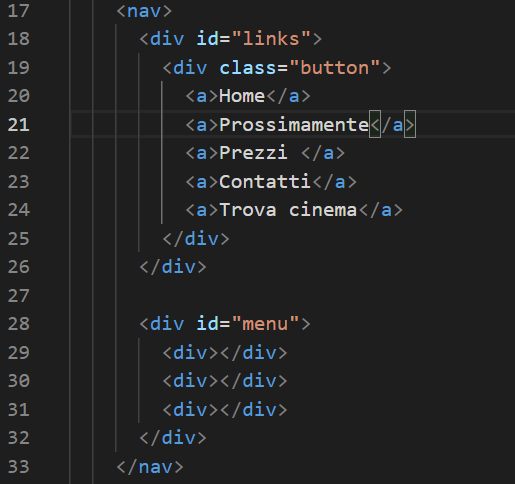 17 <nav>
18 <div id="links">
19 <div class="button">
20 <a>Home</a>
21 <a>Prossimamente</a>
22 <a>Prezzi </a>
23 <a>Contatti</a>
24 <a>Trova cinema</a>
25 </div>
26 </div>
27
28 <div id="menu">
29 <div></div>
30 <div></div>
31 <div></div>
32 </div>
33 </nav>